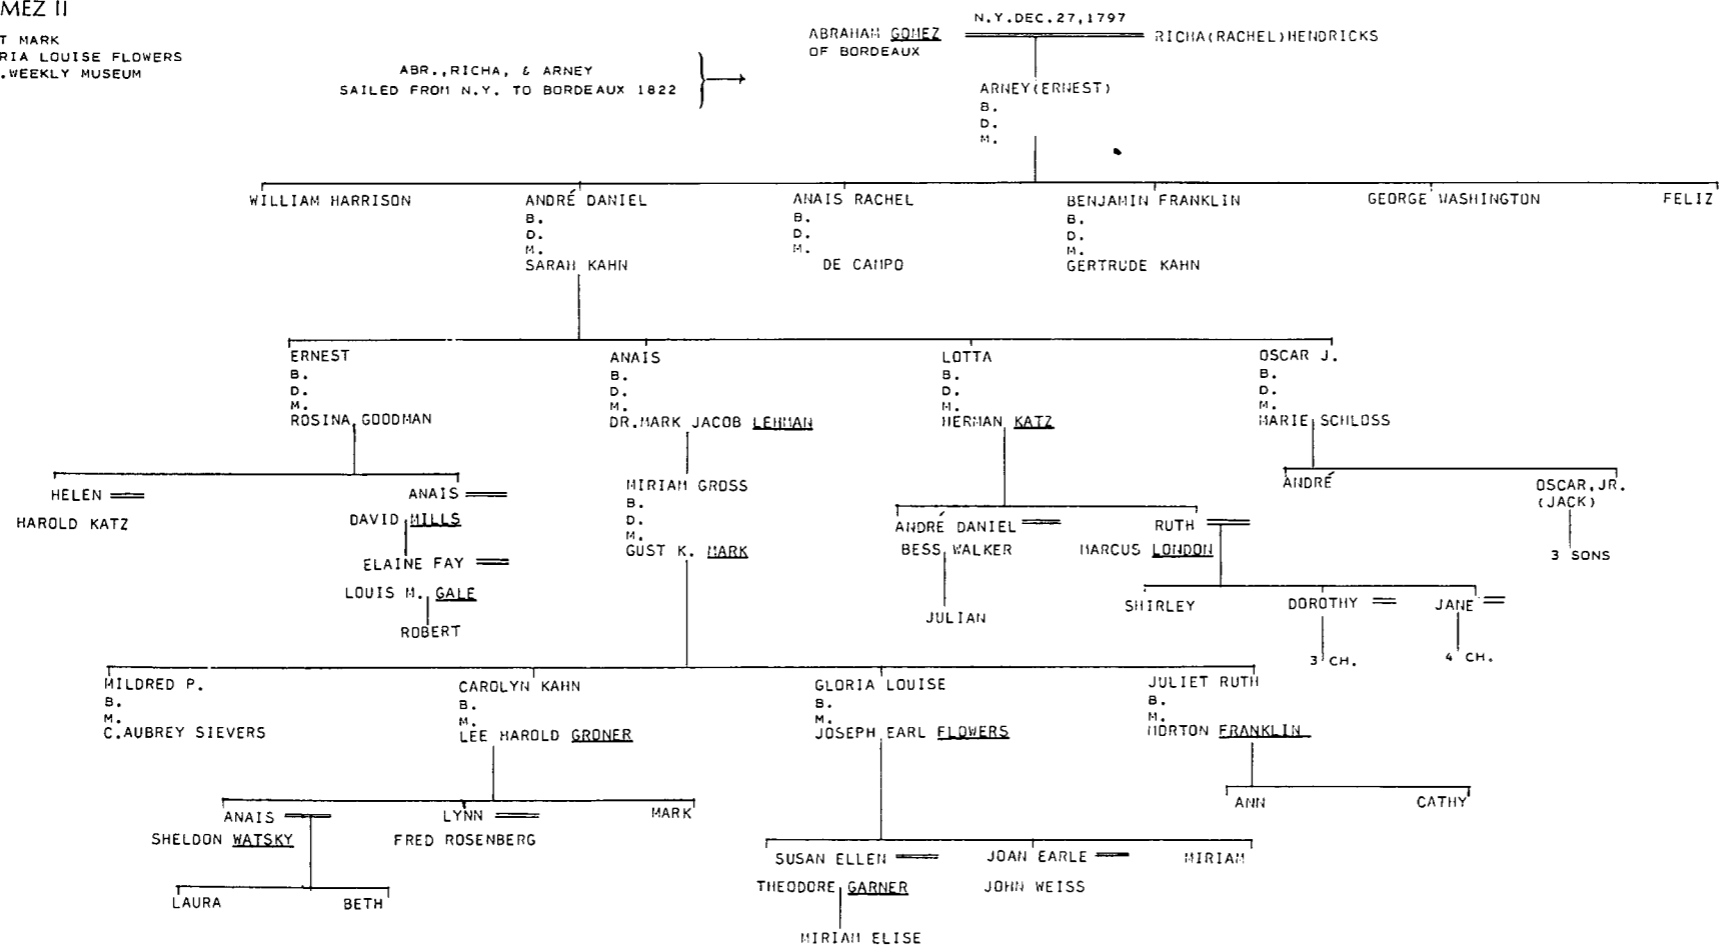 MEZ II
T MARK
RIA LOUISE FLOWERS
.WEEKLY MUSEUM
N.Y.DEC.27,1797
ABRAHAM GOMEZ
OF BORDEAUX
RICHA(RACHEL)HENDRICKS
ABR.,RICHA, & ARNEY
SAILED FROM N.Y. TO BORDEAUX 1822
ARNEY(ERNEST)
B.
D.
M.
WILLIAM HARRISON
ANDRÉ DANIEL
B.
D.
M.
SARAH KAHN
ANAIS RACHEL
B.
D.
M.
DE CAMPO
BENJAMIN FRANKLIN
B.
D.
M.
GERTRUDE KAHN
GEORGE WASHINGTON
FELIZ
ERNEST
B.
D.
M.
ROSINA GOODMAN
ANAIS
B.
D.
M.
DR.MARK JACOB LEHMAN
LOTTA
B.
D.
M.
HERMAN KATZ
OSCAR J.
B.
D.
M.
MARIE SCHLOSS
HELEN
HAROLD KATZ
ANAIS
DAVID MILLS
ELAINE FAY
LOUIS M. GALE
ROBERT
MIRIAM GROSS
B.
D.
M.
GUST K. MARK
ANDRÉ DANIEL
BESS WALKER
JULIAN
RUTH
MARCUS LONDON
SHIRLEY
DOROTHY
3 CH.
JANE
4 CH.
ANDRÉ
OSCAR,JR.
(JACK)
3 SONS
MILDRED P.
B.
M.
C.AUBREY SIEVERS
CAROLYN KAHN
B.
M.
LEE HAROLD GRONER
GLORIA LOUISE
B.
M.
JOSEPH EARL FLOWERS
JULIET RUTH
B.
M.
MORTON FRANKLIN
ANAIS
SHELDON WATSKY
LYNN
FRED ROSENBERG
MARK
LAURA
BETH
SUSAN ELLEN
THEODORE GARNER
MIRIAM ELISE
JOAN EARLE
JOHN WEISS
MIRIAM
ANN
CATHY